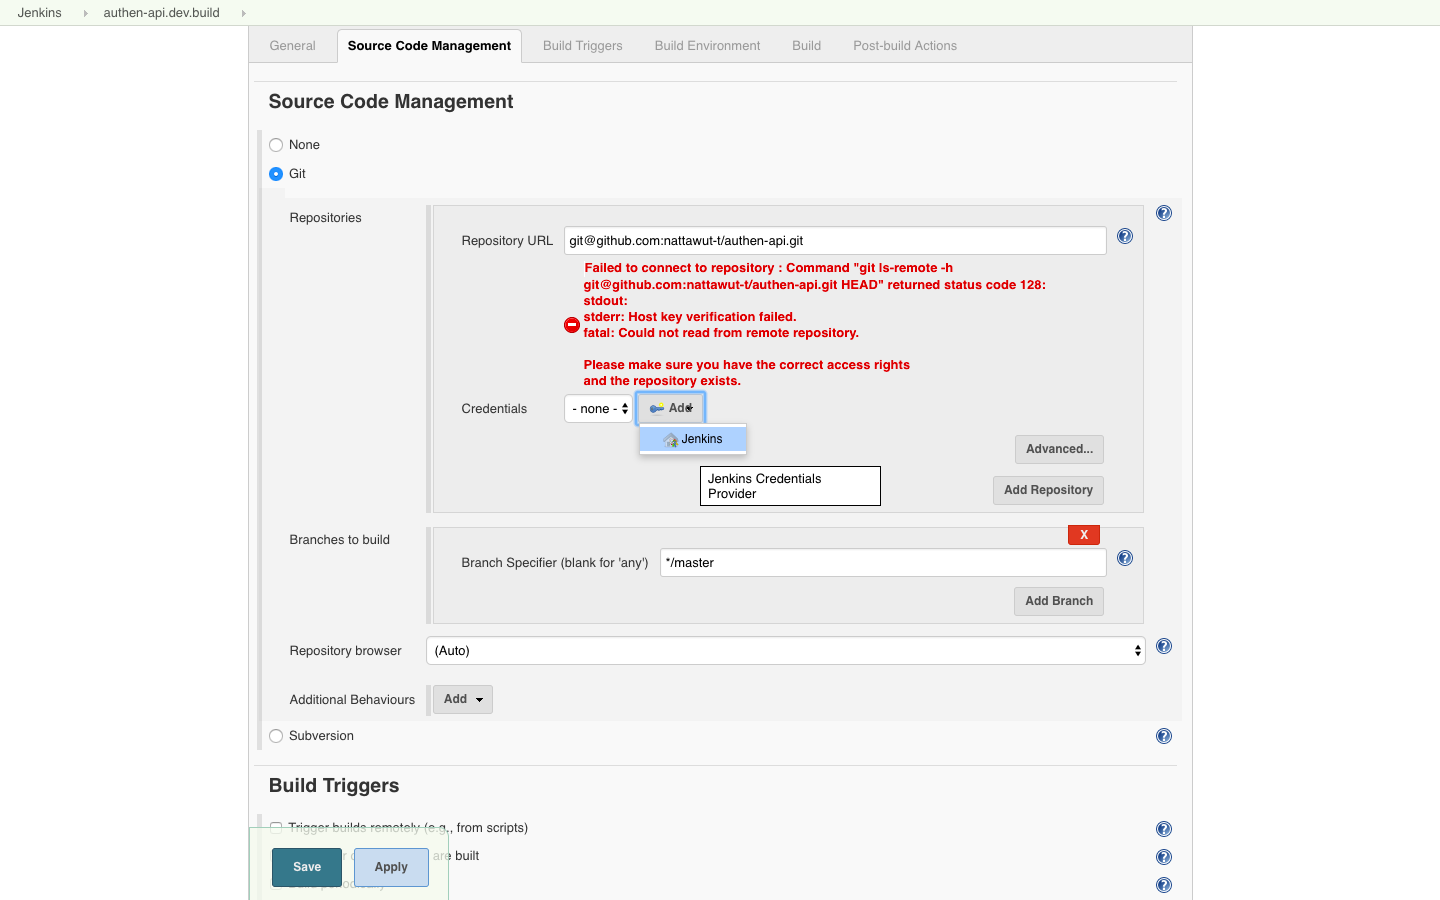 Jenkins
authen-api.dev.build
General
Source Code Management
Build Triggers
Build Environment
Build
Post-build Actions
Source Code Management
None
Git
Repositories
Repository URL
git@github.com:nattawut-t/authen-api.git
Failed to connect to repository : Command "git ls-remote -h
git@github.com:nattawut-t/authen-api.git HEAD" returned status code 128:
stdout:
stderr: Host key verification failed.
fatal: Could not read from remote repository.
Please make sure you have the correct access rights
and the repository exists.
Credentials
- none -
Add
Jenkins
Advanced...
Jenkins Credentials
Provider
Add Repository
Branches to build
X
Branch Specifier (blank for 'any')
*/master
Add Branch
Repository browser
(Auto)
Additional Behaviours
Add
Subversion
Build Triggers
Trigger builds remotely (e.g., from scripts)
are built
Save
Apply